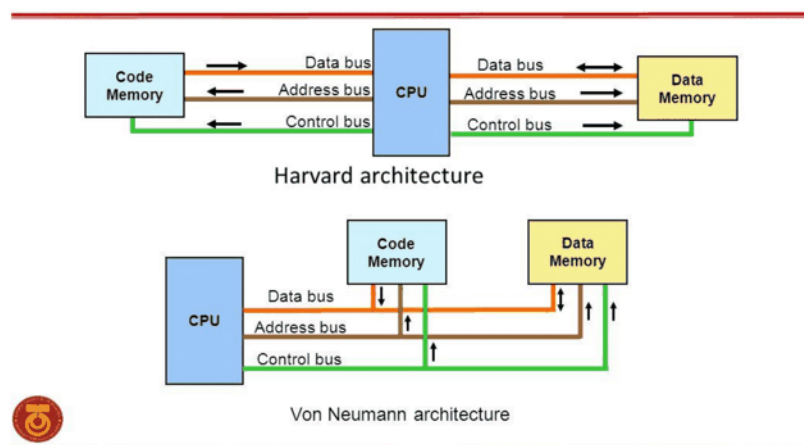 Code
Memory
Data bus
Address bus
Control bus
CPU
Data bus
Address bus
Control bus
Data
Memory
Harvard architecture
Code
Memory
Data
Memory
CPU
Data bus
Address bus
Control bus
Von Neumann architecture